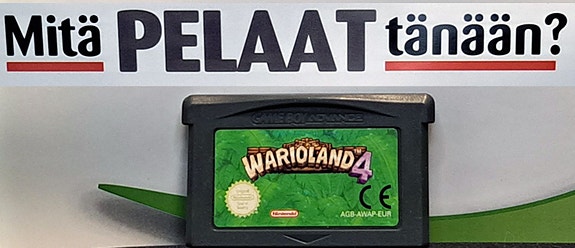 Mitä PELAAT tänään?
GAME BOY ADVANCE
WARIOLAND 4
Nintendo
CE
AGB-AWAP-EUR